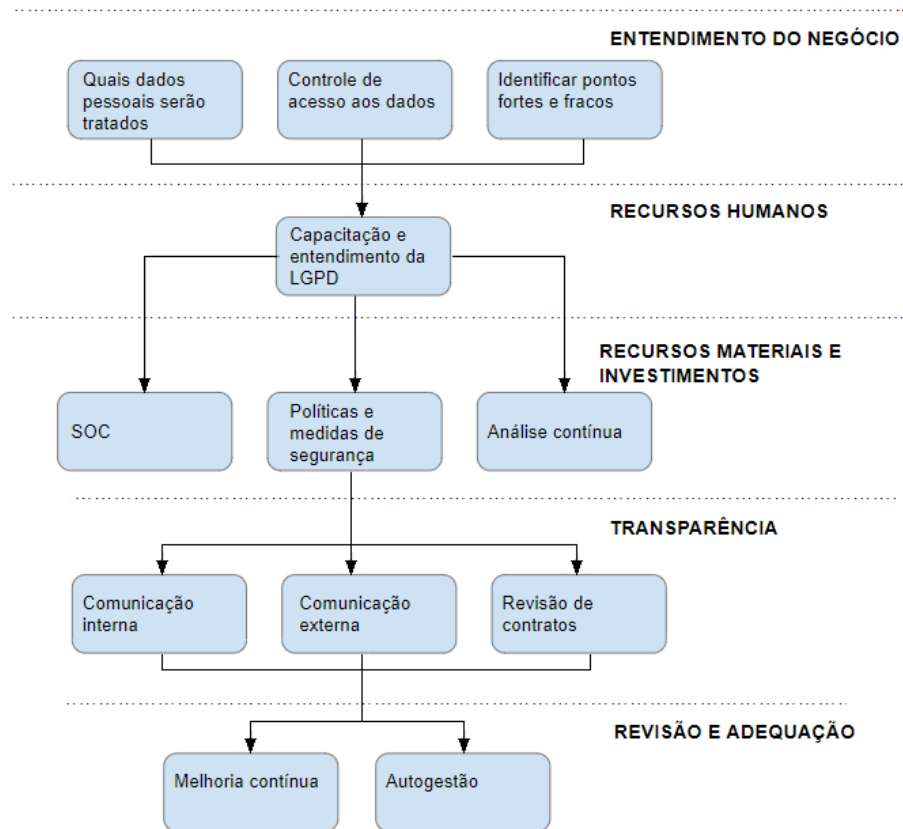 ENTENDIMENTO DO NEGÓCIO
Quais dados
pessoais serão
tratados
Controle de
acesso aos dados
Identificar pontos
fortes e fracos
RECURSOS HUMANOS
Capacitação e
entendimento da
LGPD
RECURSOS MATERIAIS E
INVESTIMENTOS
SOC
Políticas e
medidas de
segurança
Análise contínua
TRANSPARÊNCIA
Comunicação
interna
Comunicação
externa
Revisão de
contratos
REVISÃO E ADEQUAÇÃO
Melhoria contínua
Autogestão